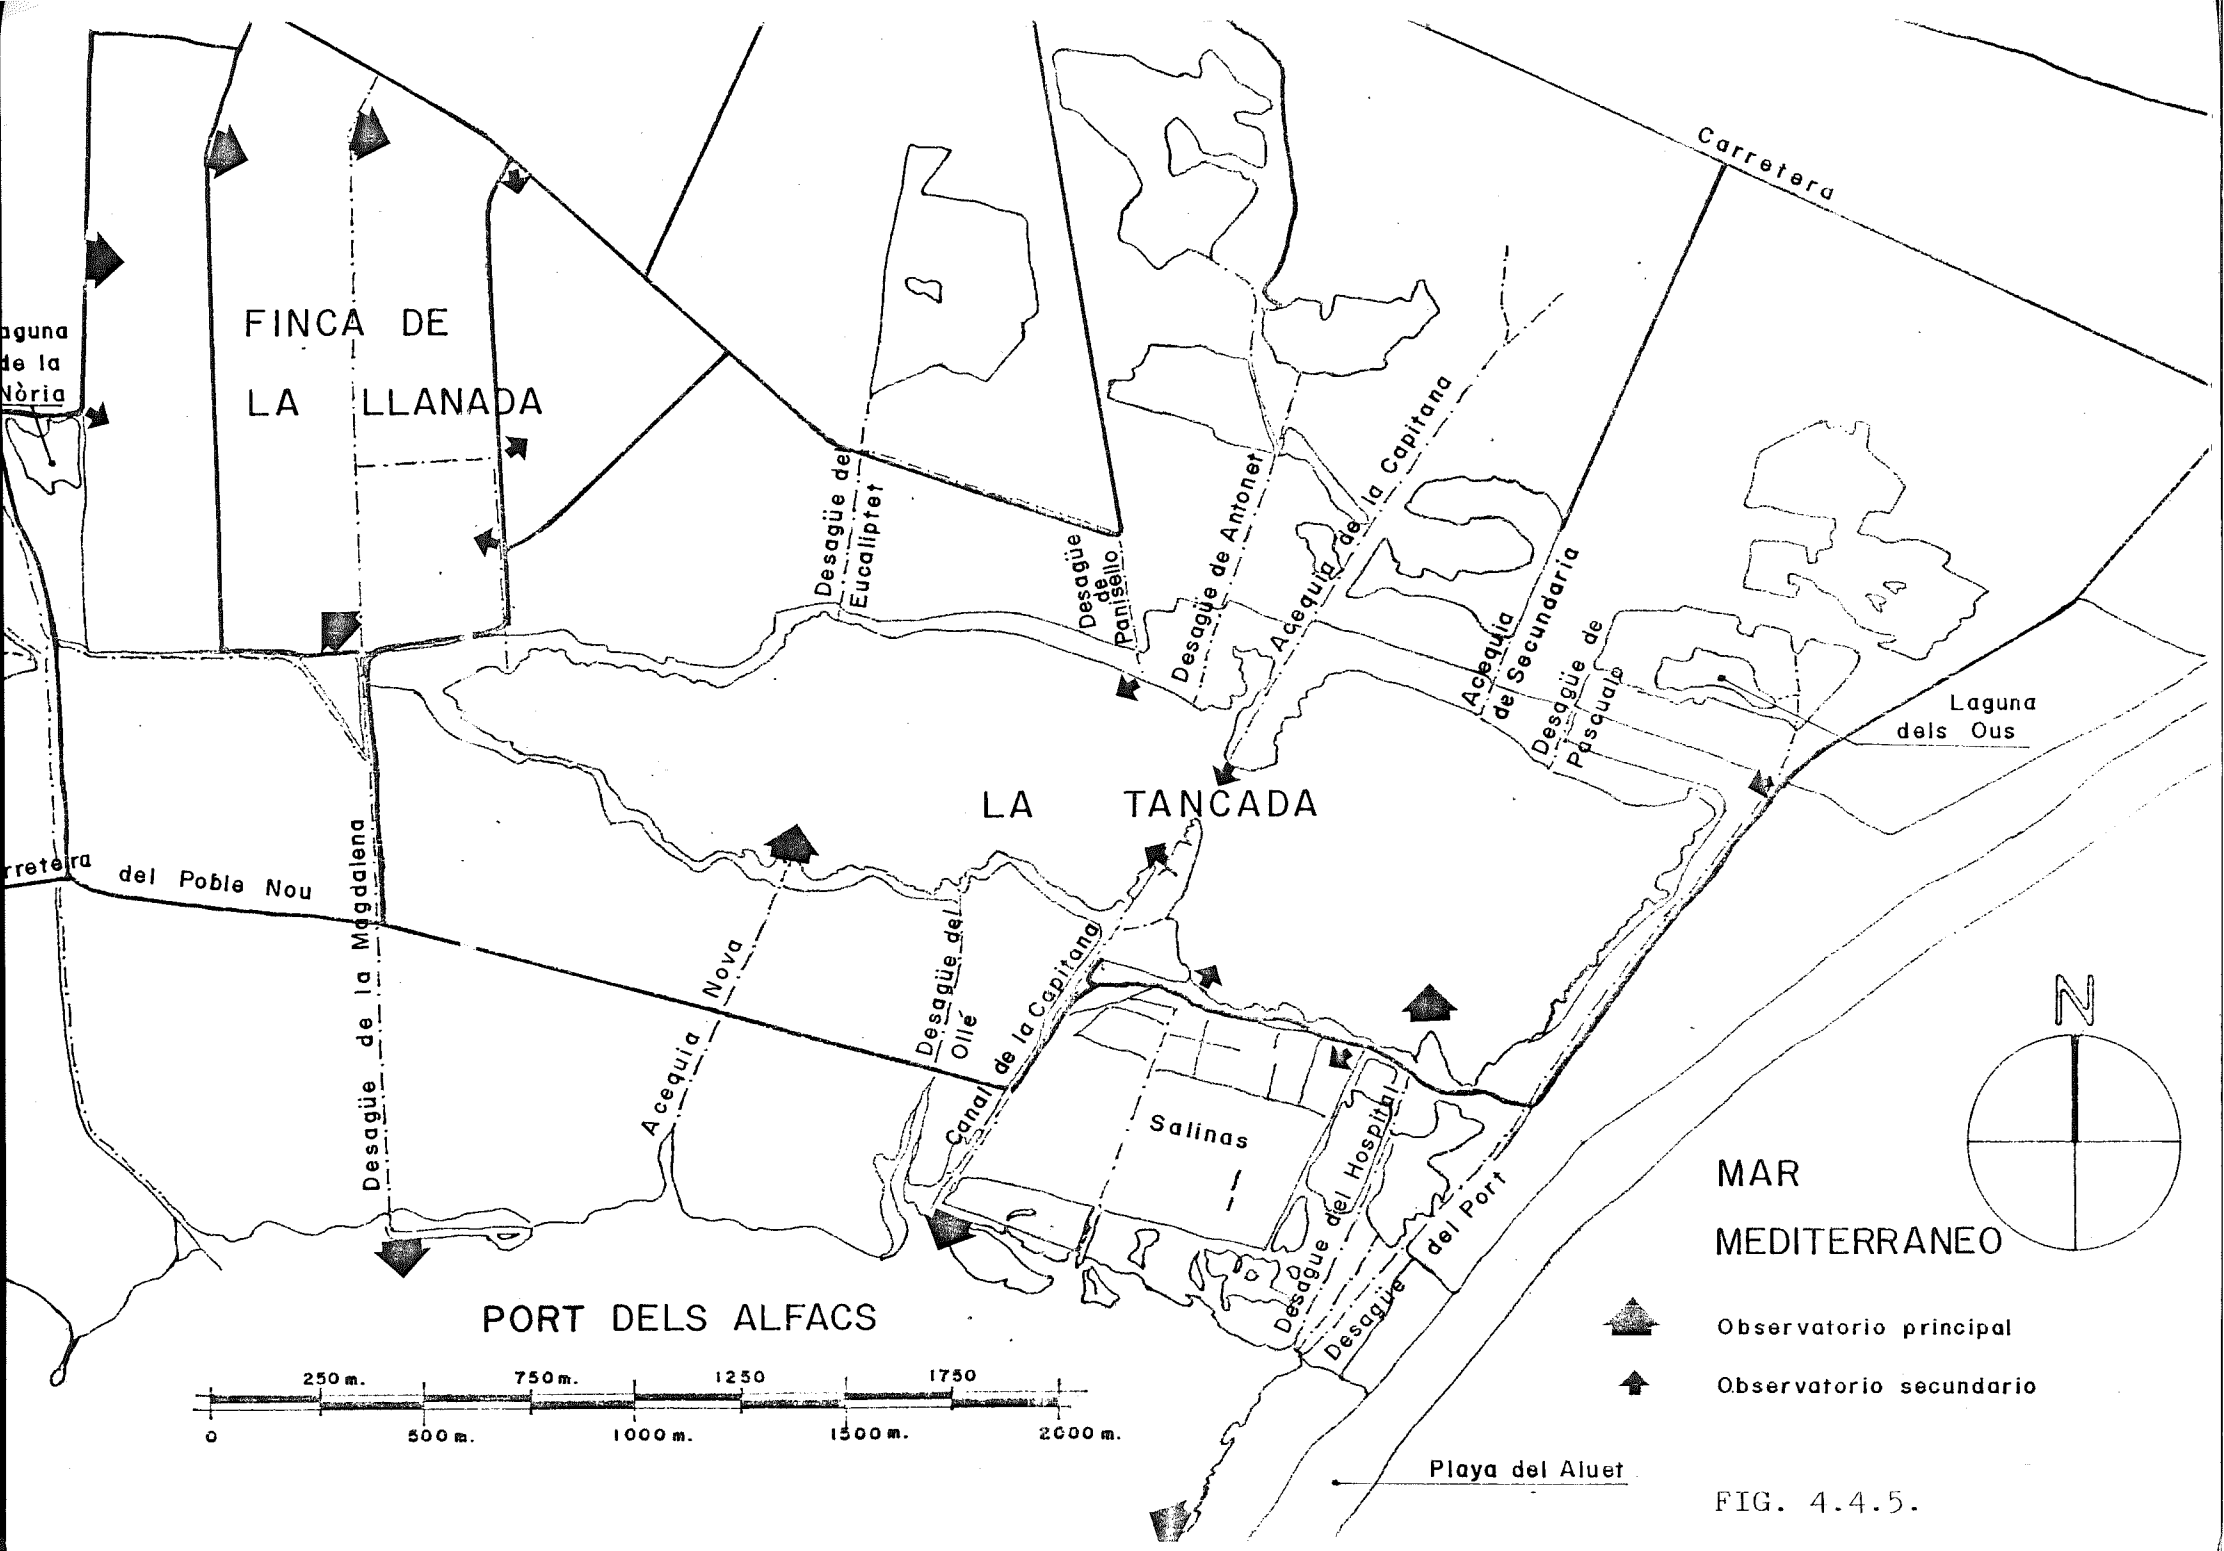 Carretera
FINCA DE
LA LLANADA
aguna
de la
Nòria
Desagüe del
Eucaliptet
Desagüe
de
Panisello
Desagüe de Antonet
Acequia de la Capitana
Acequia
de Secundaria
Desagüe de
Pascualo
Laguna
dels Ous
LA TANCADA
rretera del Poble Nou
Desagüe de la Magdalena
Acequia Nova
Desagüe del
Ollé
Canal de la Capitana
Salinas
Desagüe del Hospital
Desagüe del Port
N
MAR
MEDITERRANEO
PORT DELS ALFACS
250 m. 750 m. 1250 1750
0 500 m. 1000 m. 1500 m. 2000 m.
Observatorio principal
Observatorio secundario
Playa del Aluet
FIG. 4.4.5.